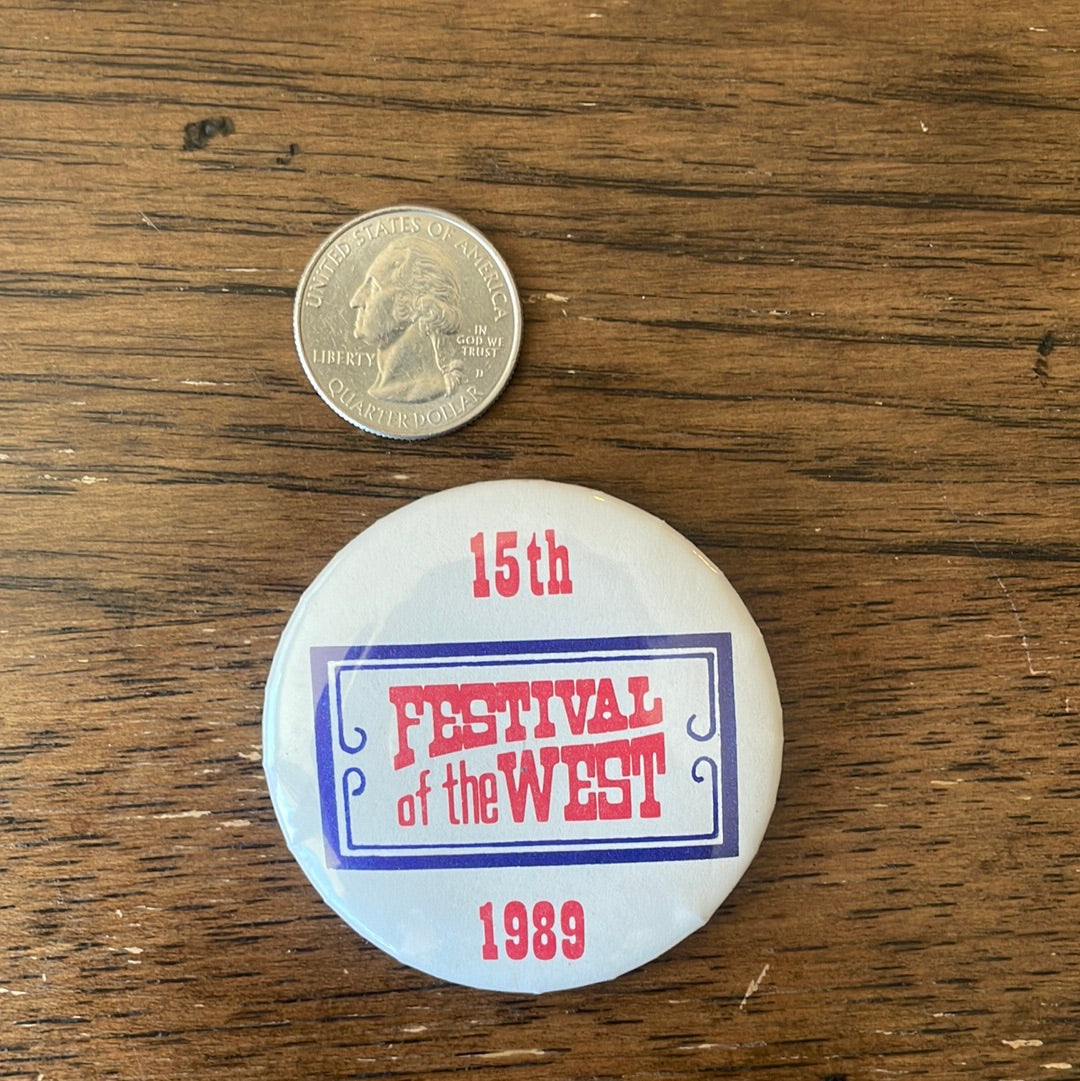 UNITED STATES OF AMERICA
IN
GOD WE
TRUST
LIBERTY
D
QUARTER DOLLAR
15th
FESTIVAL
of the WEST
1989